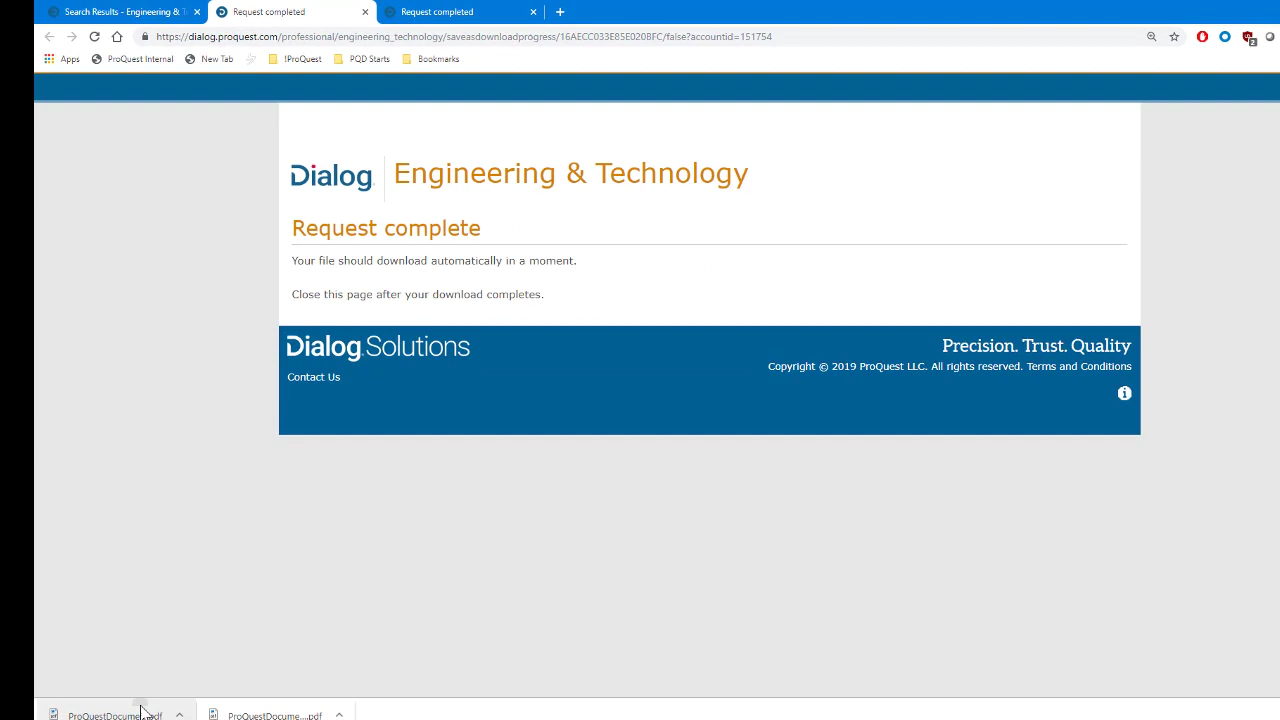 Search Results - Engineering & T
Request completed
Request completed
https://dialog.proquest.com/professional/engineering_technology/saveasdownloadprogress/16AECC033E85E020BFC/false?accountid=151754
2
Apps
ProQuest Internal
New Tab
!ProQuest
PQD Starts
Bookmarks
Dialog
Engineering & Technology
Request complete
Your file should download automatically in a moment.
Close this page after your download completes.
Dialog Solutions
Precision. Trust. Quality
Contact Us
Copyright © 2019 ProQuest LLC. All rights reserved. Terms and Conditions
ProQuestDocume....pdf
ProQuestDocume....pdf